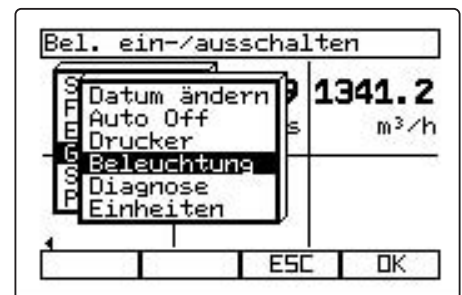 Bel. ein-/ausschalten
Datum ändern
Auto Off
Drucker
Beleuchtung
Diagnose
Einheiten
1341.2
m³/h
ESC OK